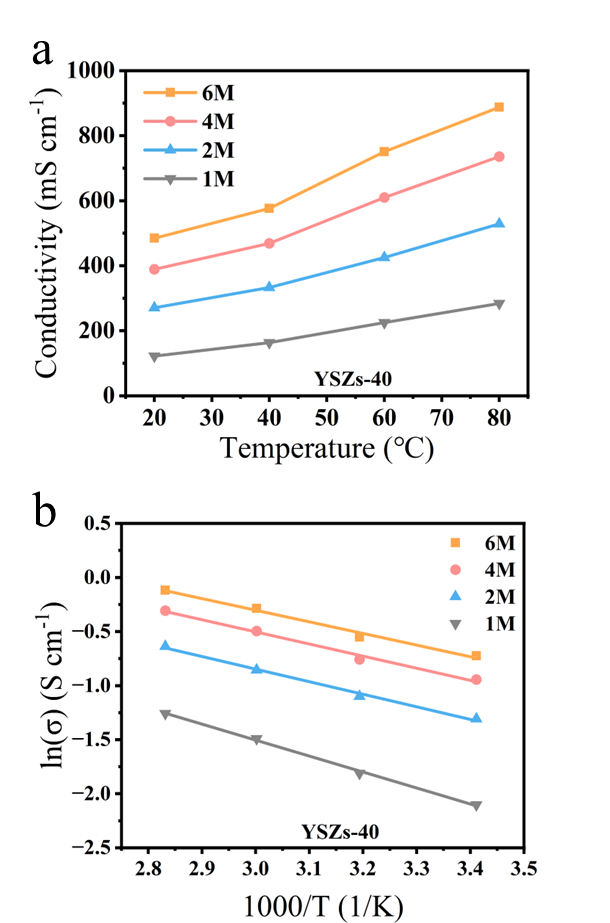 a
1000
800
600
400
200
0
Conductivity (mS cm⁻¹)
6M
4M
2M
1M
YSZs-40
20 30 40 50 60 70 80
Temperature (℃)
b
0.5
0.0
−0.5
−1.0
−1.5
−2.0
−2.5
ln(σ) (S cm⁻¹)
6M
4M
2M
1M
YSZs-40
2.8 2.9 3.0 3.1 3.2 3.3 3.4 3.5
1000/T (1/K)